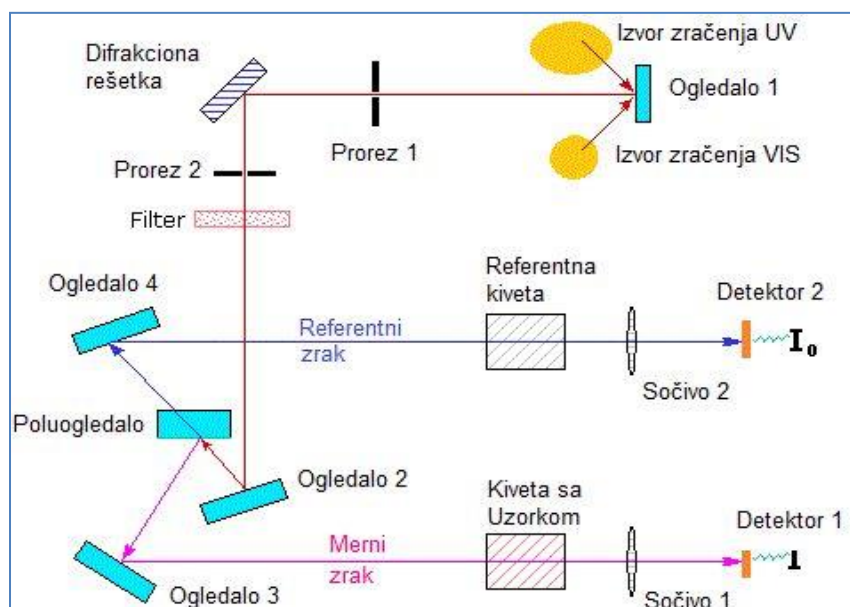 Izvor zračenja UV
Difrakciona
rešetka
Ogledalo 1
Prorez 1
Izvor zračenja VIS
Prorez 2
Filter
Ogledalo 4
Referentna
kiveta
Detektor 2
Referentni
zrak
I₀
Sočivo 2
Poluogledalo
Ogledalo 2
Kiveta sa
Uzorkom
Detektor 1
Merni
zrak
I
Ogledalo 3
Sočivo 1